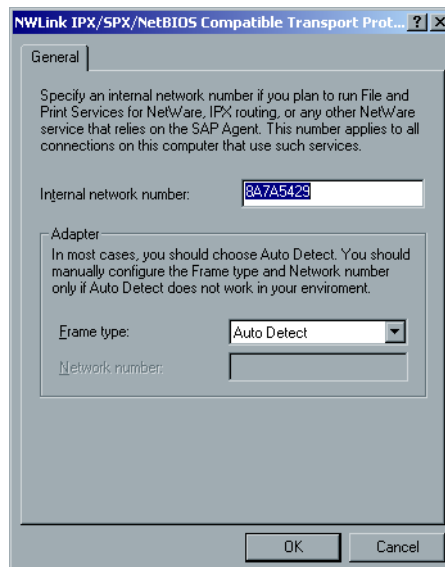 NWLink IPX/SPX/NetBIOS Compatible Transport Prot...
General
Specify an internal network number if you plan to run File and
Print Services for NetWare, IPX routing, or any other NetWare
service that relies on the SAP Agent. This number applies to all
connections on this computer that use such services.
Internal network number: 8A7A5429
Adapter
In most cases, you should choose Auto Detect. You should
manually configure the Frame type and Network number
only if Auto Detect does not work in your enviroment.
Frame type: Auto Detect
Network number:
OK Cancel